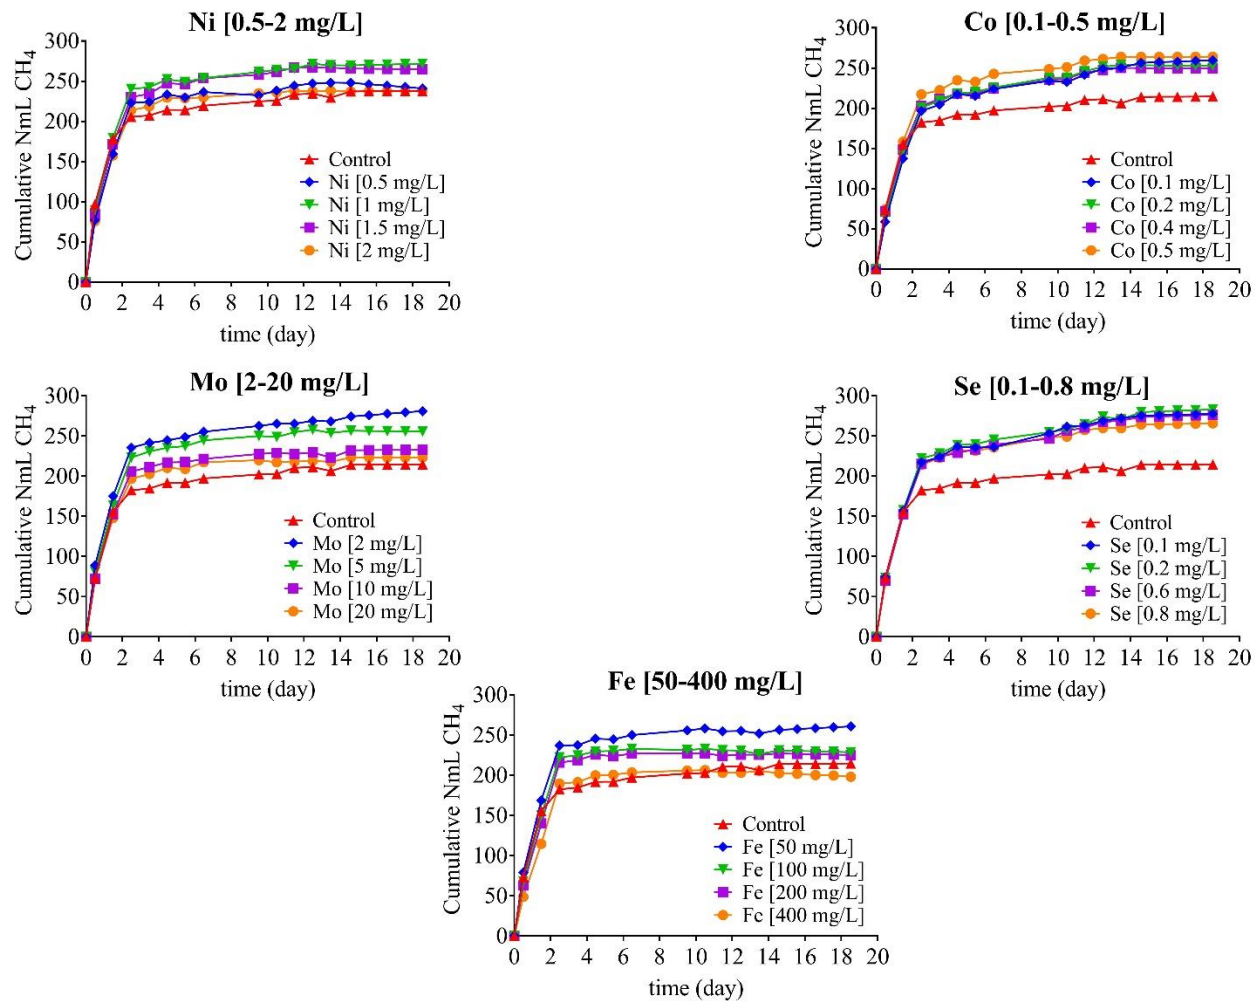 Ni [0.5-2 mg/L]
Cumulative NmL CH4
300
250
200
150
100
50
0
Control
Ni [0.5 mg/L]
Ni [1 mg/L]
Ni [1.5 mg/L]
Ni [2 mg/L]
0 2 4 6 8 10 12 14 16 18 20
time (day)
Co [0.1-0.5 mg/L]
Cumulative NmL CH4
300
250
200
150
100
50
0
Control
Co [0.1 mg/L]
Co [0.2 mg/L]
Co [0.4 mg/L]
Co [0.5 mg/L]
0 2 4 6 8 10 12 14 16 18 20
time (day)
Mo [2-20 mg/L]
Cumulative NmL CH4
300
250
200
150
100
50
0
Control
Mo [2 mg/L]
Mo [5 mg/L]
Mo [10 mg/L]
Mo [20 mg/L]
0 2 4 6 8 10 12 14 16 18 20
time (day)
Se [0.1-0.8 mg/L]
Cumulative NmL CH4
300
250
200
150
100
50
0
Control
Se [0.1 mg/L]
Se [0.2 mg/L]
Se [0.6 mg/L]
Se [0.8 mg/L]
0 2 4 6 8 10 12 14 16 18 20
time (day)
Fe [50-400 mg/L]
Cumulative NmL CH4
300
250
200
150
100
50
0
Control
Fe [50 mg/L]
Fe [100 mg/L]
Fe [200 mg/L]
Fe [400 mg/L]
0 2 4 6 8 10 12 14 16 18 20
time (day)